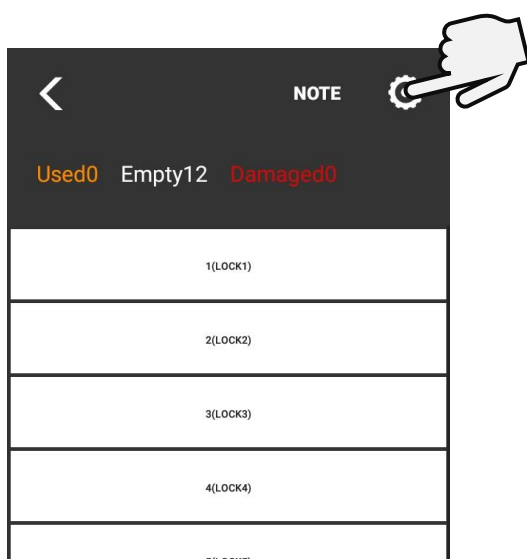 NOTE
Used0 Empty12 Damaged0
1(LOCK1)
2(LOCK2)
3(LOCK3)
4(LOCK4)